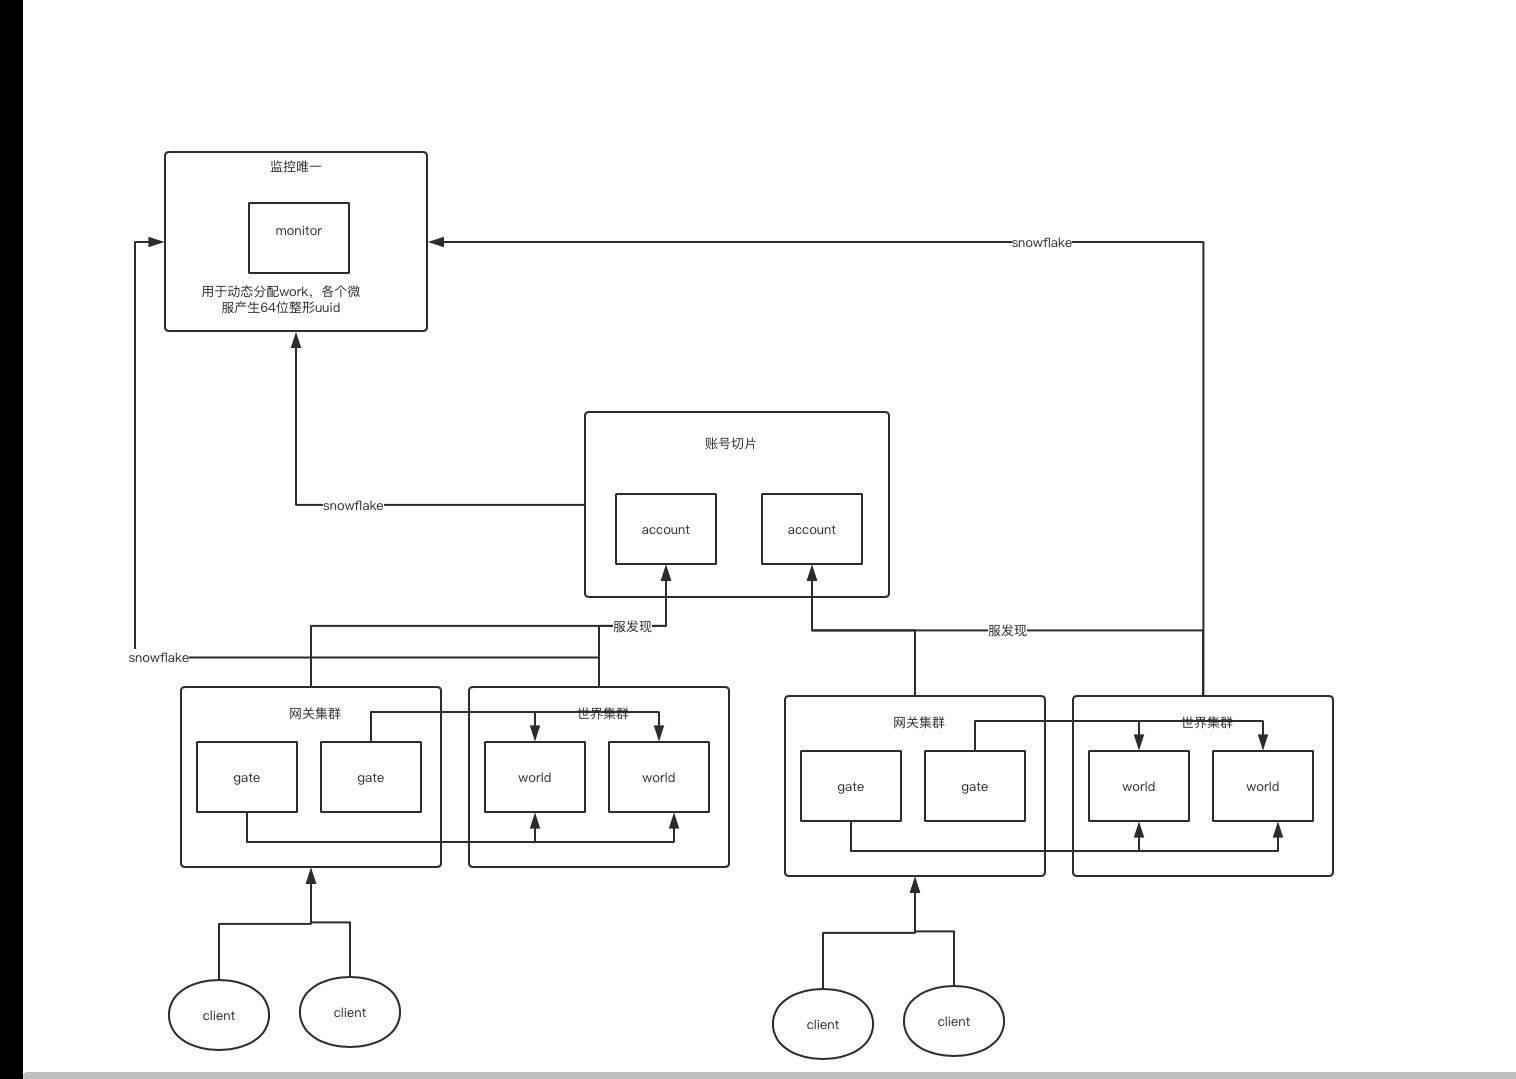 监控唯一
monitor
snowflake
用于动态分配work，各个微
服产生64位整形uuid
账号切片
snowflake
account
account
服发现
服发现
snowflake
网关集群
世界集群
网关集群
世界集群
gate
gate
world
world
gate
gate
world
world
client
client
client
client